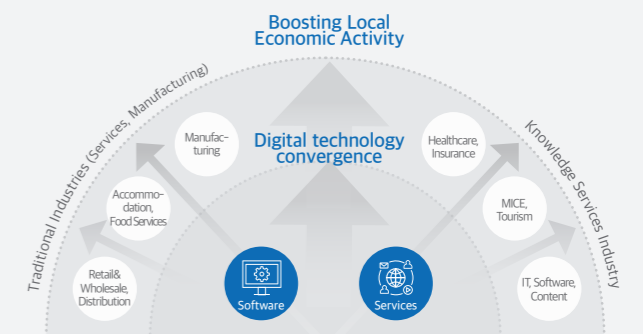 Boosting Local
Economic Activity
Traditional Industries (Services, Manufacturing)
Knowledge Services Industry
Manufac-
turing
Digital technology
convergence
Healthcare,
Insurance
Accommo-
dation,
Food Services
MICE,
Tourism
Retail&
Wholesale,
Distribution
Software
Services
IT, Software,
Content